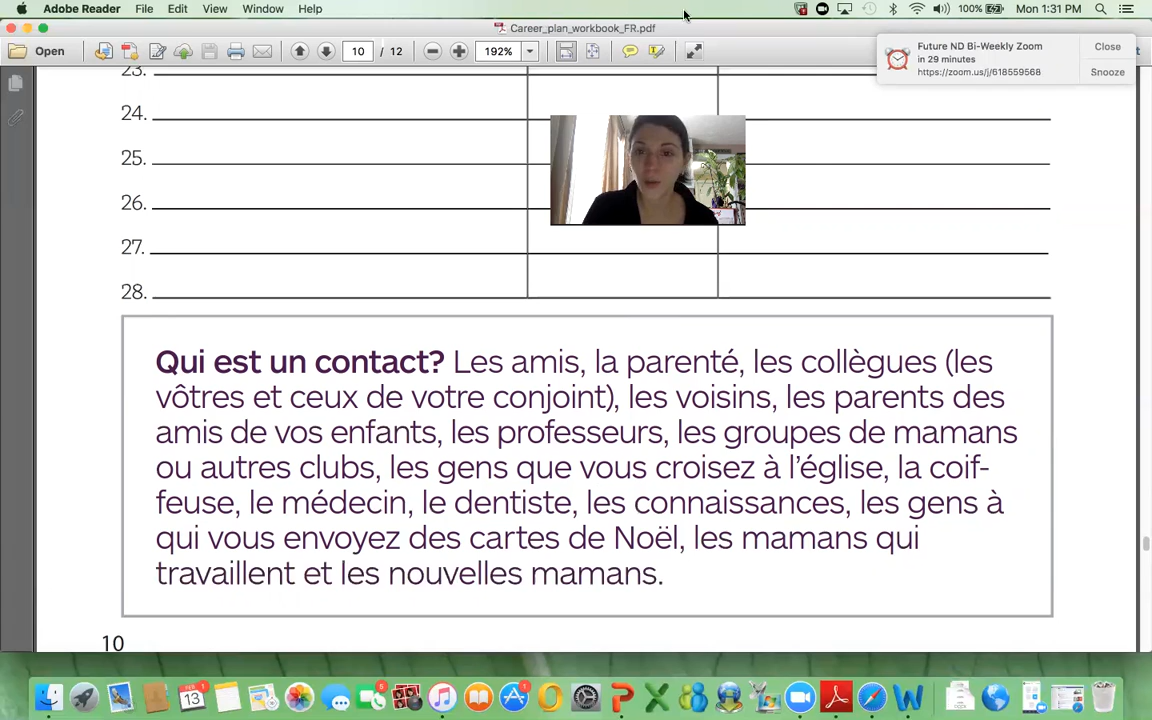 Adobe Reader File Edit View Window Help 100% Mon 1:31 PM
Career_plan_workbook_FR.pdf
Open 10 / 12 192%
Future ND Bi-Weekly Zoom
in 29 minutes
https://zoom.us/j/618559568
Close
Snooze
23.
24.
25.
26.
27.
28.
Qui est un contact? Les amis, la parenté, les collègues (les
vôtres et ceux de votre conjoint), les voisins, les parents des
amis de vos enfants, les professeurs, les groupes de mamans
ou autres clubs, les gens que vous croisez à l’église, la coif-
feuse, le médecin, le dentiste, les connaissances, les gens à
qui vous envoyez des cartes de Noël, les mamans qui
travaillent et les nouvelles mamans.
10
FEB 13